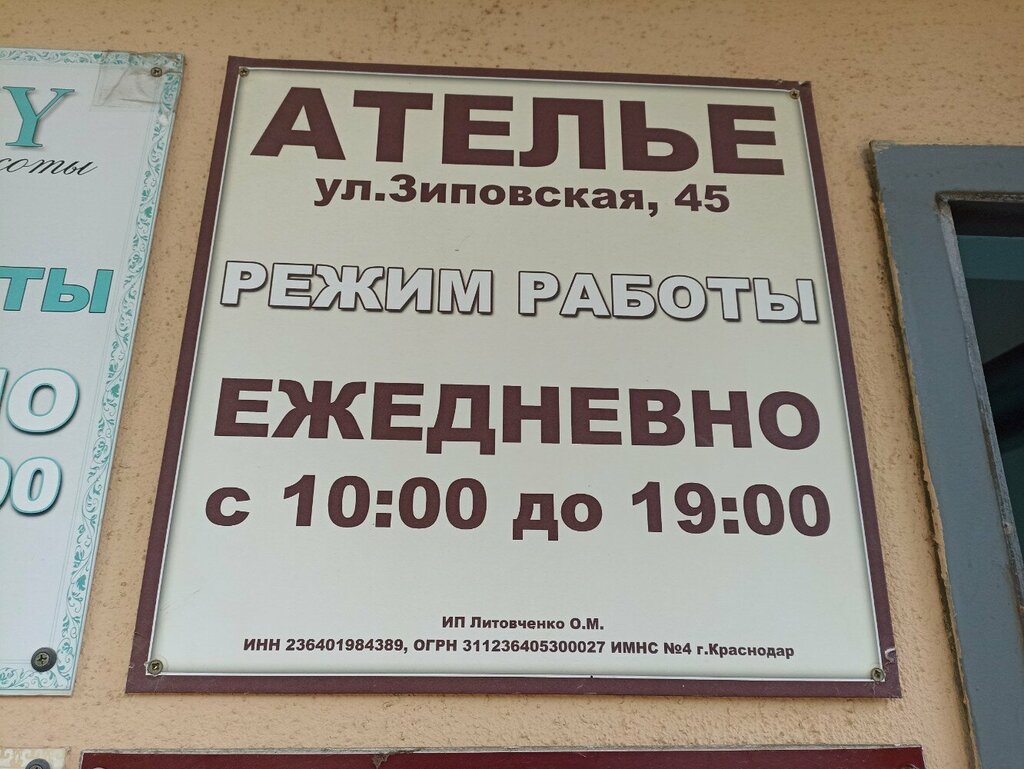 АТЕЛЬЕ
ул.Зиповская, 45
РЕЖИМ РАБОТЫ
ЕЖЕДНЕВНО
с 10:00 до 19:00
ИП Литовченко О.М.
ИНН 236401984389, ОГРН 311236405300027 ИМНС №4 г.Краснодар